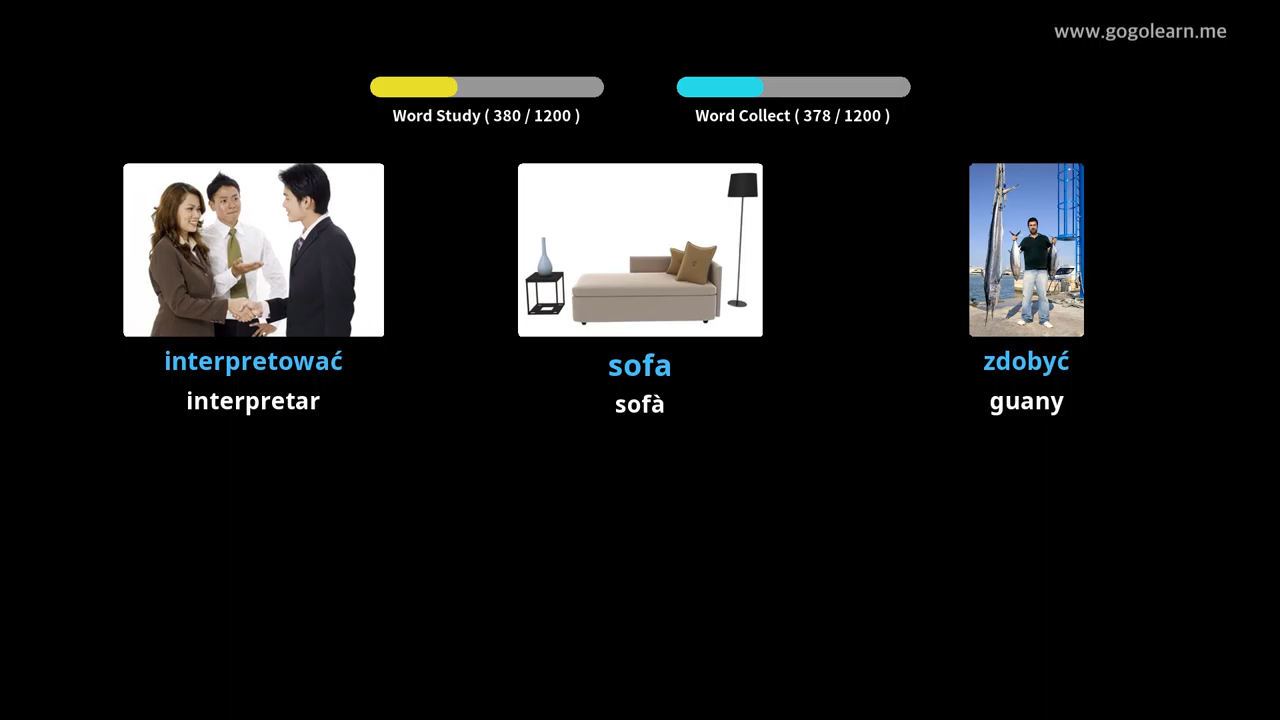 www.gogolearn.me
Word Study ( 380 / 1200 )
Word Collect ( 378 / 1200 )
interpretować
interpretar
sofa
sofà
zdobyć
guany